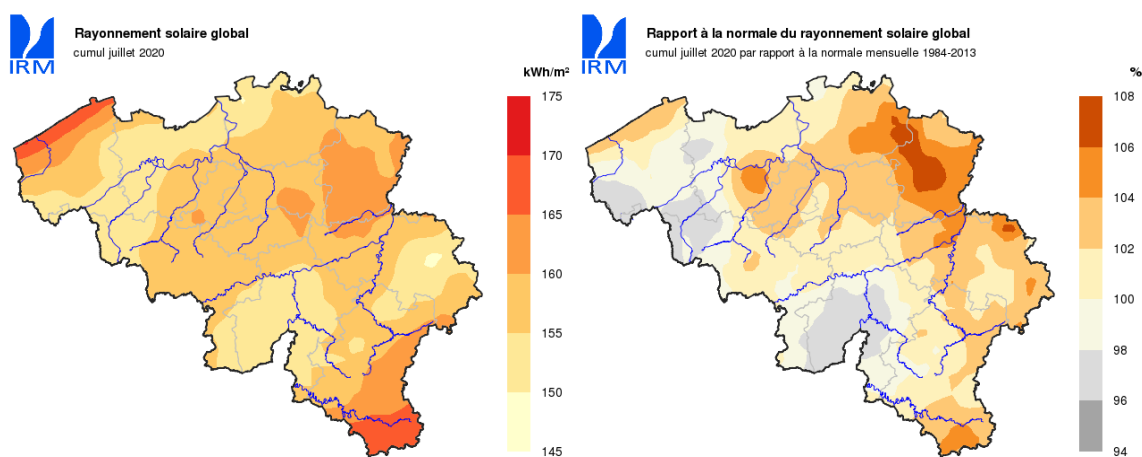 IRM
Rayonnement solaire global
cumul juillet 2020
kWh/m²
175
170
165
160
155
150
145
IRM
Rapport à la normale du rayonnement solaire global
cumul juillet 2020 par rapport à la normale mensuelle 1984-2013
%
108
106
104
102
100
98
96
94